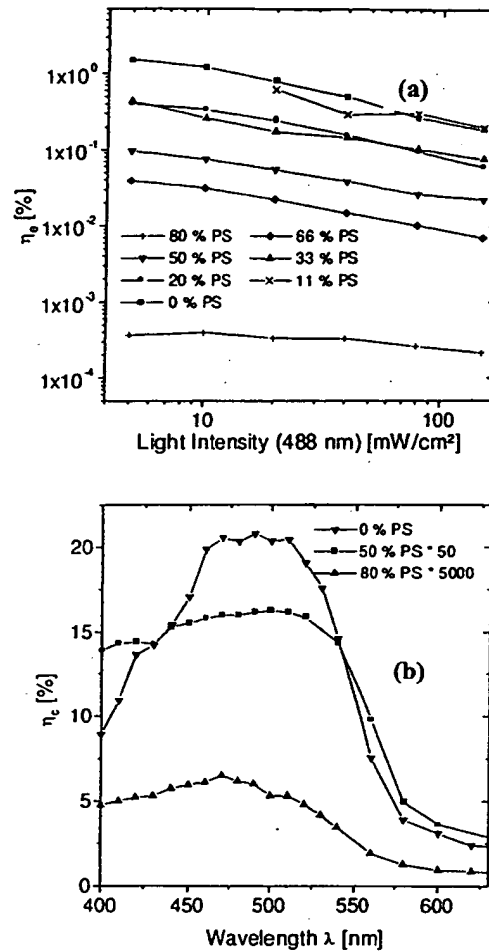 (a)
1x10⁰
1x10⁻¹
1x10⁻²
1x10⁻³
1x10⁻⁴
ηe [%]
80 % PS 66 % PS
50 % PS 33 % PS
20 % PS 11 % PS
0 % PS
10 100
Light Intensity (488 nm) [mW/cm²]
(b)
20
15
10
5
0
ηc [%]
0 % PS
50 % PS * 50
80 % PS * 5000
400 450 500 550 600
Wavelength λ [nm]